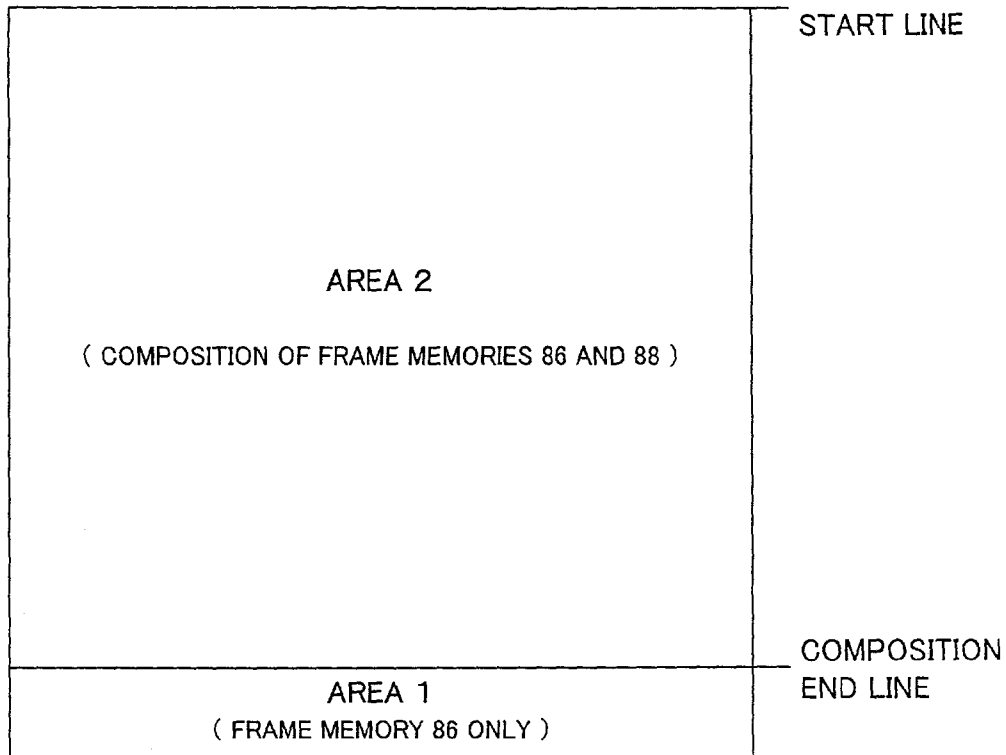 START LINE
AREA 2
( COMPOSITION OF FRAME MEMORIES 86 AND 88 )
COMPOSITION
END LINE
AREA 1
( FRAME MEMORY 86 ONLY )